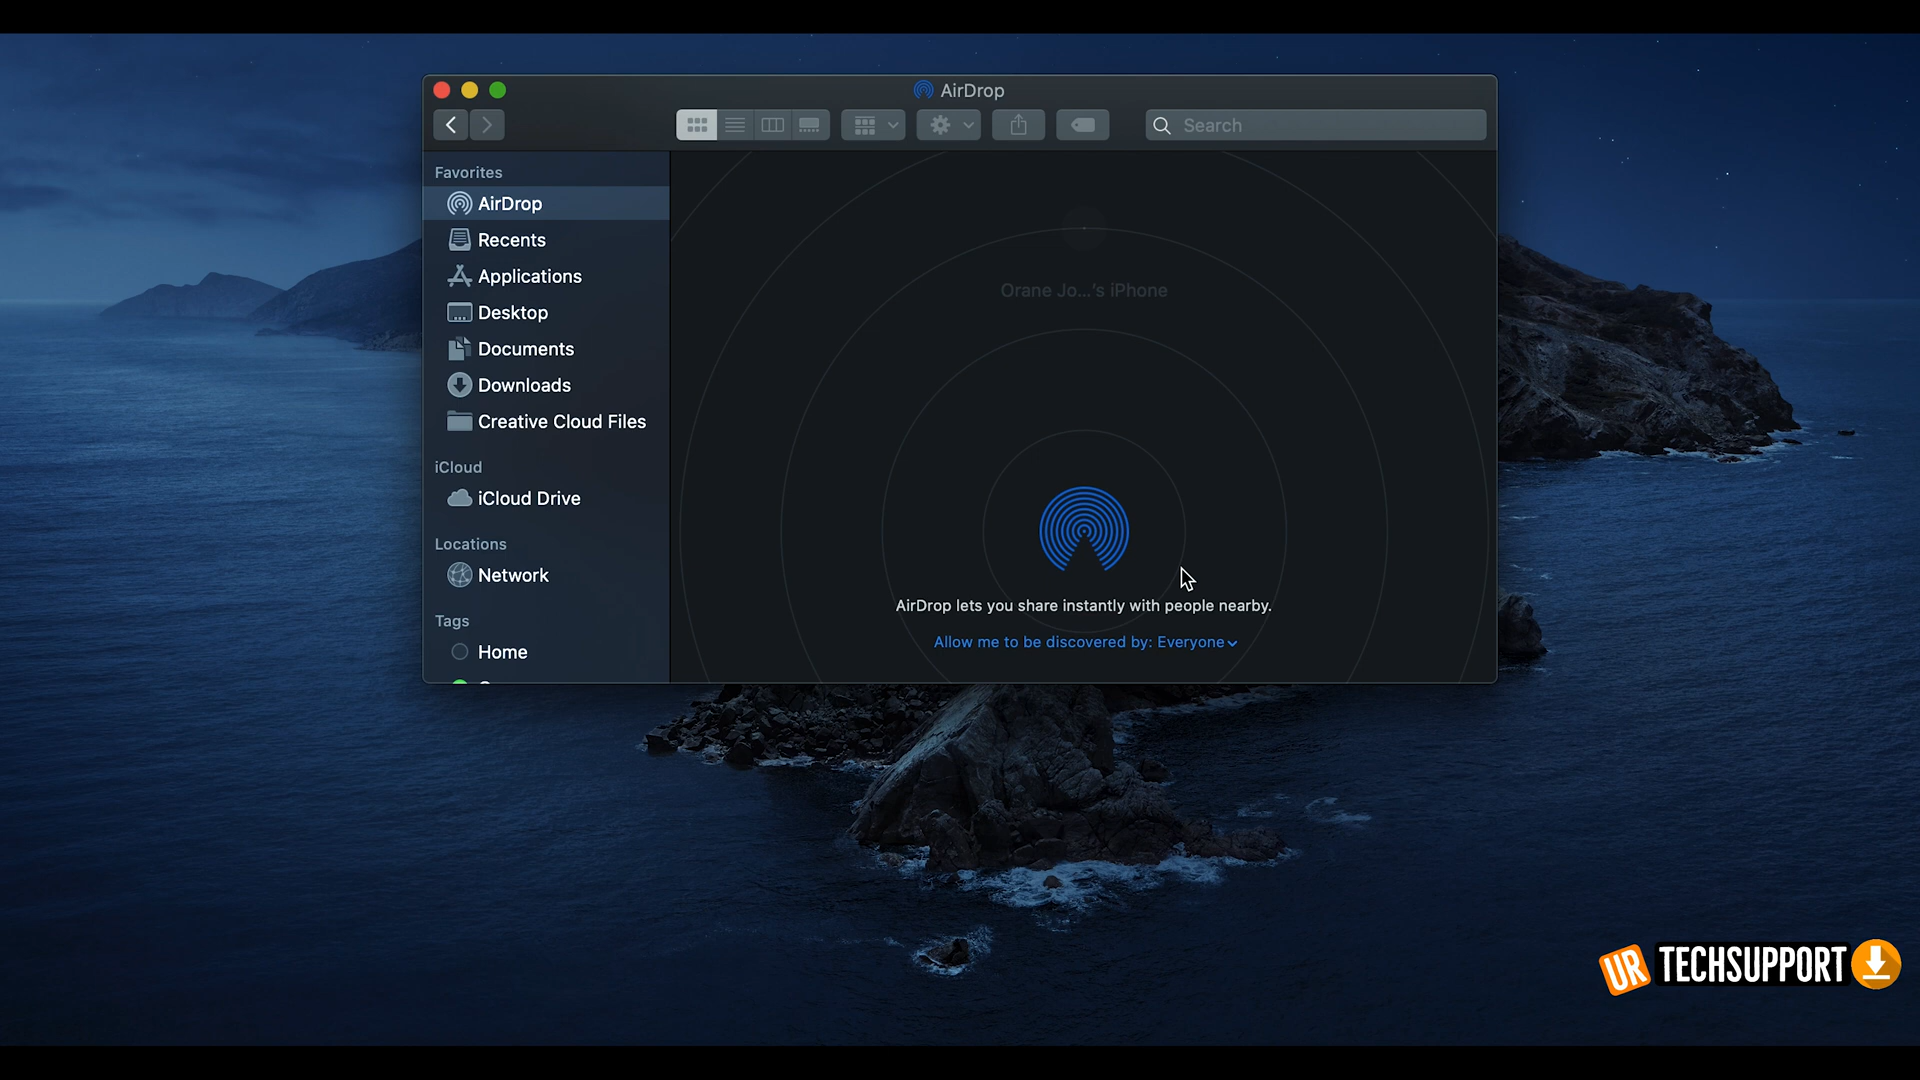 AirDrop
Search
Favorites
AirDrop
Recents
Applications
Desktop
Documents
Downloads
Creative Cloud Files
iCloud
iCloud Drive
Locations
Network
Tags
Home
Orane Jo...'s iPhone
AirDrop lets you share instantly with people nearby.
Allow me to be discovered by: Everyone
UR TECHSUPPORT